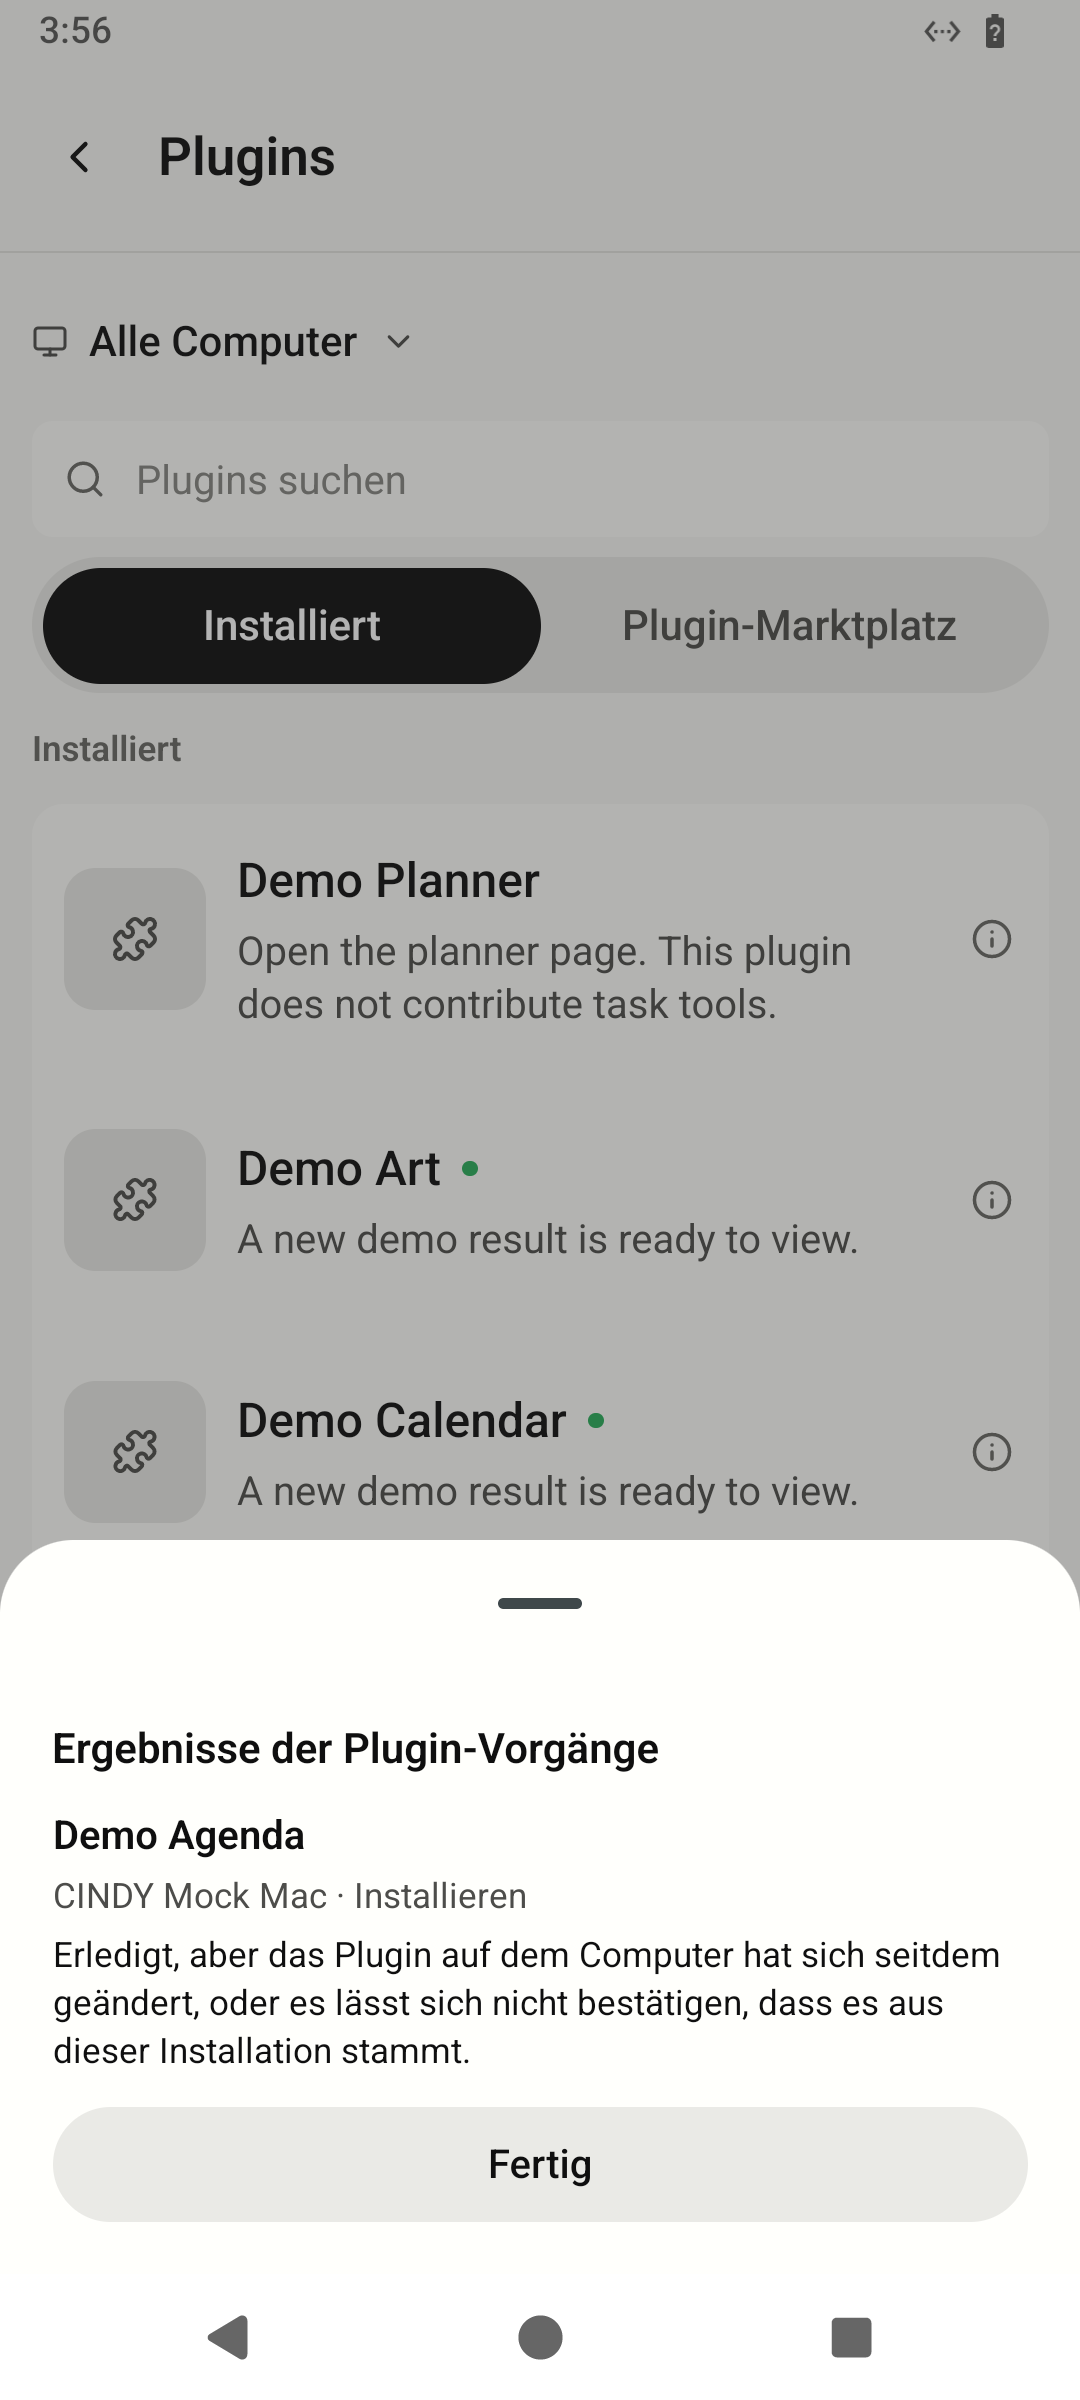 3:56
Plugins
Alle Computer
Plugins suchen
Installiert
Plugin-Marktplatz
Installiert
Demo Planner
Open the planner page. This plugin
does not contribute task tools.
Demo Art
A new demo result is ready to view.
Demo Calendar
A new demo result is ready to view.
Ergebnisse der Plugin-Vorgänge
Demo Agenda
CINDY Mock Mac · Installieren
Erledigt, aber das Plugin auf dem Computer hat sich seitdem
geändert, oder es lässt sich nicht bestätigen, dass es aus
dieser Installation stammt.
Fertig